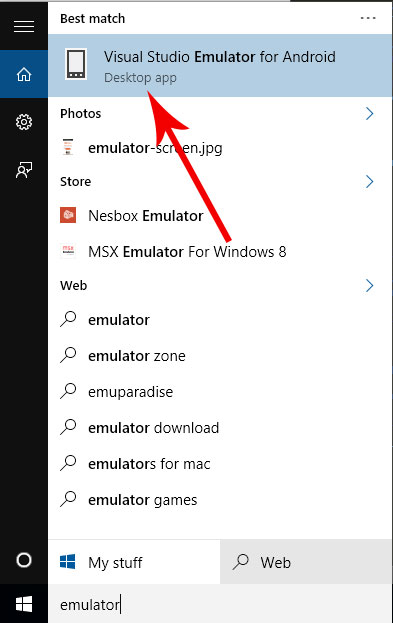 Best match
Visual Studio Emulator for Android
Desktop app
Photos
emulator-screen.jpg
Store
Nesbox Emulator
MSX Emulator For Windows 8
Web
emulator
emulator zone
emuparadise
emulator download
emulators for mac
emulator games
My stuff
Web
emulator